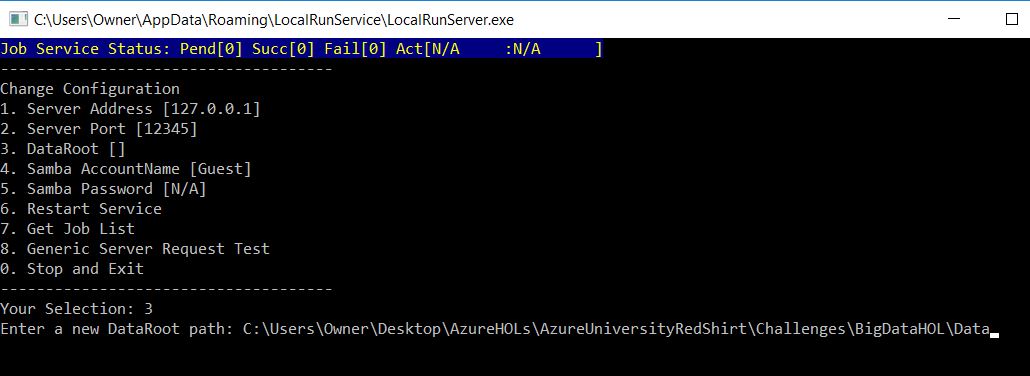 C:\Users\Owner\AppData\Roaming\LocalRunService\LocalRunServer.exe
Job Service Status: Pend[0] Succ[0] Fail[0] Act[N/A     :N/A      ]
-------------------------------------
Change Configuration
1. Server Address [127.0.0.1]
2. Server Port [12345]
3. DataRoot []
4. Samba AccountName [Guest]
5. Samba Password [N/A]
6. Restart Service
7. Get Job List
8. Generic Server Request Test
0. Stop and Exit
-------------------------------------
Your Selection: 3
Enter a new DataRoot path: C:\Users\Owner\Desktop\AzureHOLs\AzureUniversityRedShirt\Challenges\BigDataHOL\Data